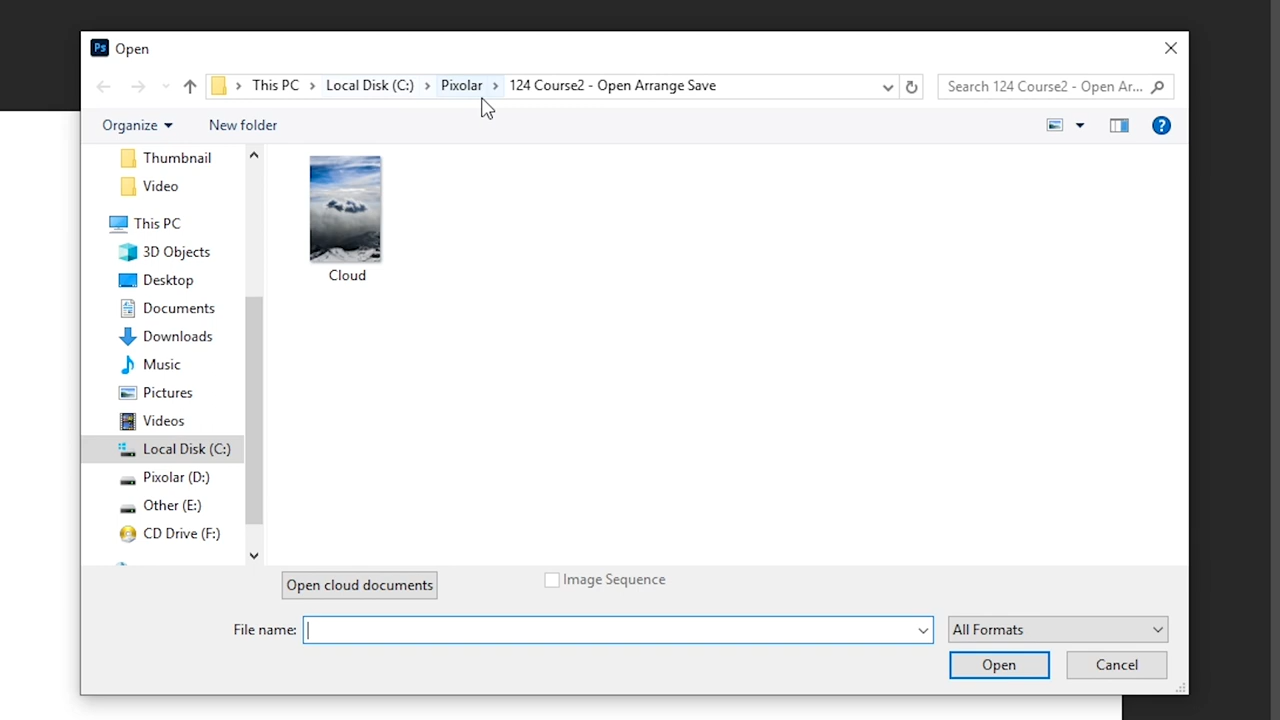 Ps Open
This PC Local Disk (C:) Pixolar 124 Course2 - Open Arrange Save
Search 124 Course2 - Open Ar...
Organize New folder
?
Thumbnail
Video
This PC
3D Objects
Desktop
Documents
Downloads
Music
Pictures
Videos
Local Disk (C:)
Pixolar (D:)
Other (E:)
CD Drive (F:)
Cloud
Open cloud documents
Image Sequence
File name:
All Formats
Open
Cancel